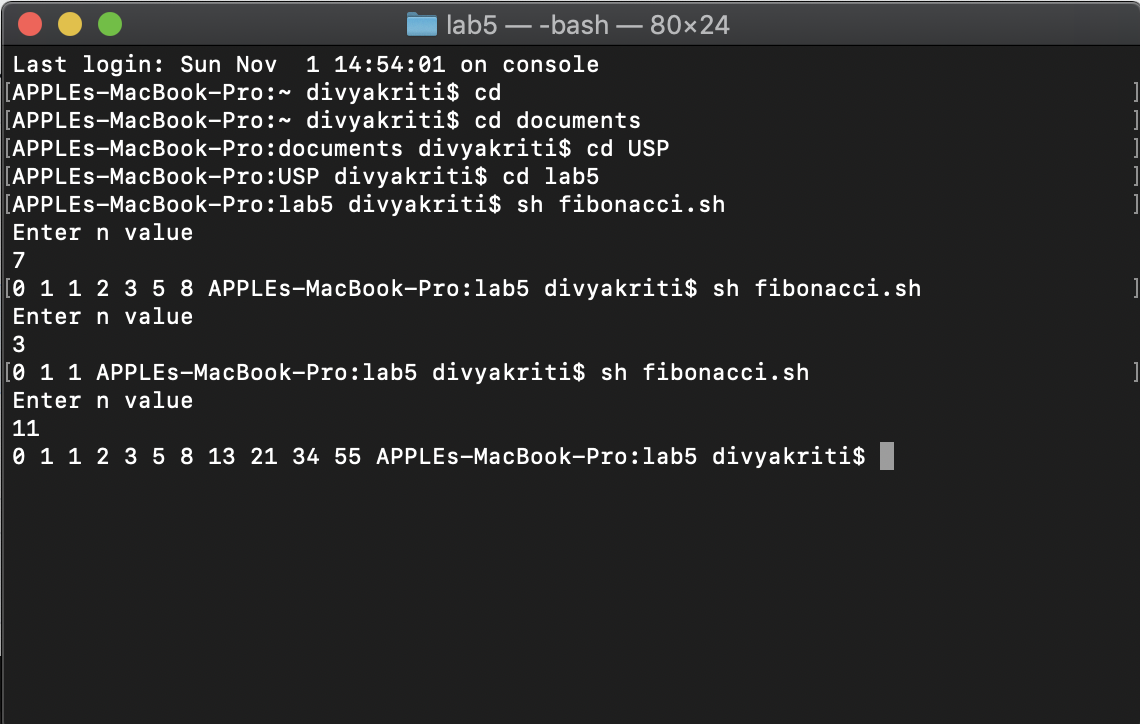 lab5 — -bash — 80×24
Last login: Sun Nov  1 14:54:01 on console
[APPLEs-MacBook-Pro:~ divyakriti$ cd ]
[APPLEs-MacBook-Pro:~ divyakriti$ cd documents ]
[APPLEs-MacBook-Pro:documents divyakriti$ cd USP ]
[APPLEs-MacBook-Pro:USP divyakriti$ cd lab5 ]
[APPLEs-MacBook-Pro:lab5 divyakriti$ sh fibonacci.sh ]
Enter n value
7
[0 1 1 2 3 5 8 APPLEs-MacBook-Pro:lab5 divyakriti$ sh fibonacci.sh ]
Enter n value
3
[0 1 1 APPLEs-MacBook-Pro:lab5 divyakriti$ sh fibonacci.sh ]
Enter n value
11
0 1 1 2 3 5 8 13 21 34 55 APPLEs-MacBook-Pro:lab5 divyakriti$